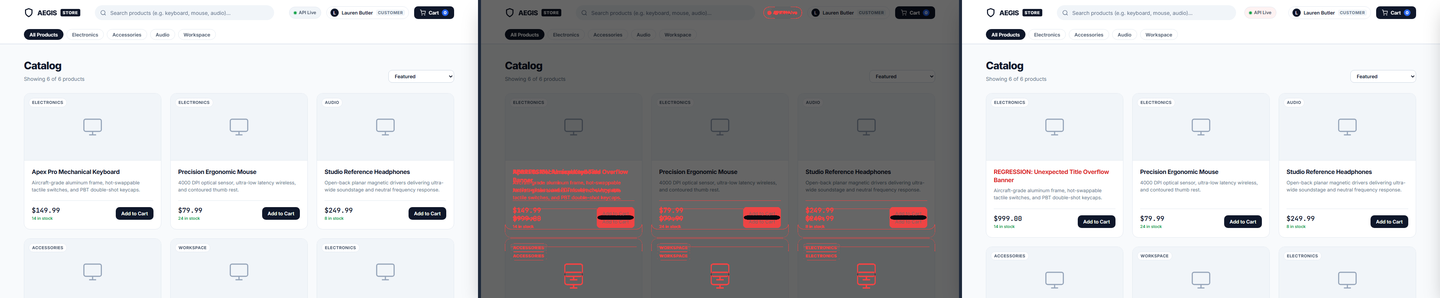 AEGIS STORE
Search products (e.g. keyboard, mouse, audio)...
API Live
L Lauren Butler CUSTOMER
Cart 0
All Products Electronics Accessories Audio Workspace
Catalog
Showing 6 of 6 products
Featured
ELECTRONICS ELECTRONICS AUDIO
Apex Pro Mechanical Keyboard
Aircraft-grade aluminum frame, hot-swappable
tactile switches, and PBT double-shot keycaps.
$149.99
14 in stock
Add to Cart
Precision Ergonomic Mouse
4000 DPI optical sensor, ultra-low latency wireless,
and contoured thumb rest.
$79.99
24 in stock
Add to Cart
Studio Reference Headphones
Open-back planar magnetic drivers delivering ultra-
wide soundstage and neutral frequency response.
$249.99
8 in stock
Add to Cart
ACCESSORIES WORKSPACE ELECTRONICS
AEGIS STORE
Search products (e.g. keyboard, mouse, audio)...
L Lauren Butler CUSTOMER
Cart
All Products Electronics Accessories Audio Workspace
Catalog
Showing 6 of 6 products
Featured
ELECTRONICS ELECTRONICS AUDIO
Precision Ergonomic Mouse
4000 DPI optical sensor, ultra-low latency wireless,
and contoured thumb rest.
Studio Reference Headphones
Open-back planar magnetic drivers delivering ultra-
wide soundstage and neutral frequency response.
AEGIS STORE
Search products (e.g. keyboard, mouse, audio)...
API Live
L Lauren Butler CUSTOMER
Cart 0
All Products Electronics Accessories Audio Workspace
Catalog
Showing 6 of 6 products
Featured
ELECTRONICS ELECTRONICS AUDIO
REGRESSION: Unexpected Title Overflow
Banner
Aircraft-grade aluminum frame, hot-swappable
tactile switches, and PBT double-shot keycaps.
$999.00
14 in stock
Add to Cart
Precision Ergonomic Mouse
4000 DPI optical sensor, ultra-low latency wireless,
and contoured thumb rest.
$79.99
24 in stock
Add to Cart
Studio Reference Headphones
Open-back planar magnetic drivers delivering ultra-
wide soundstage and neutral frequency response.
$249.99
8 in stock
Add to Cart
ACCESSORIES WORKSPACE ELECTRONICS